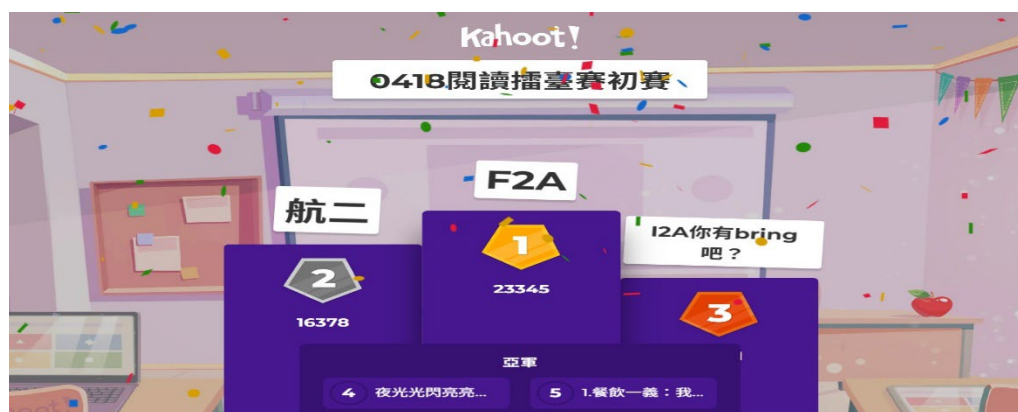 Kahoot!
0418閱讀擂臺賽初賽
F2A
航二
I2A你有bring
吧？
1
2
23345
3
16378
亞軍
4 夜光光閃亮亮...
5 1.餐飲一義：我...